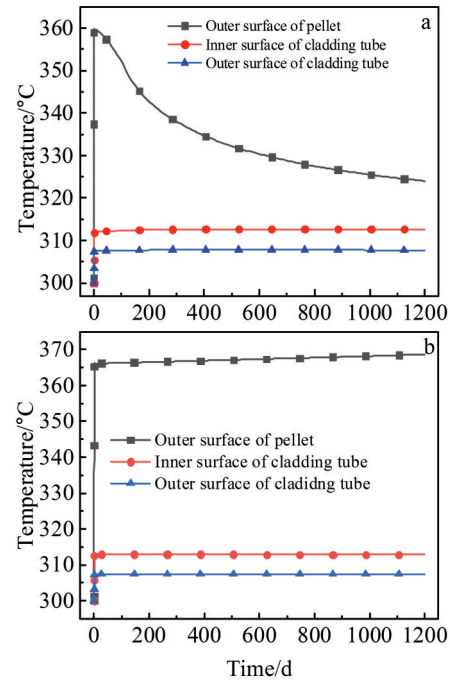 a
Outer surface of pellet
Inner surface of cladding tube
Outer surface of cladding tube
Temperature/°C
360
350
340
330
320
310
300
0 200 400 600 800 1000 1200
b
Outer surface of pellet
Inner surface of cladding tube
Outer surface of cladidng tube
Temperature/°C
370
360
350
340
330
320
310
300
0 200 400 600 800 1000 1200
Time/d